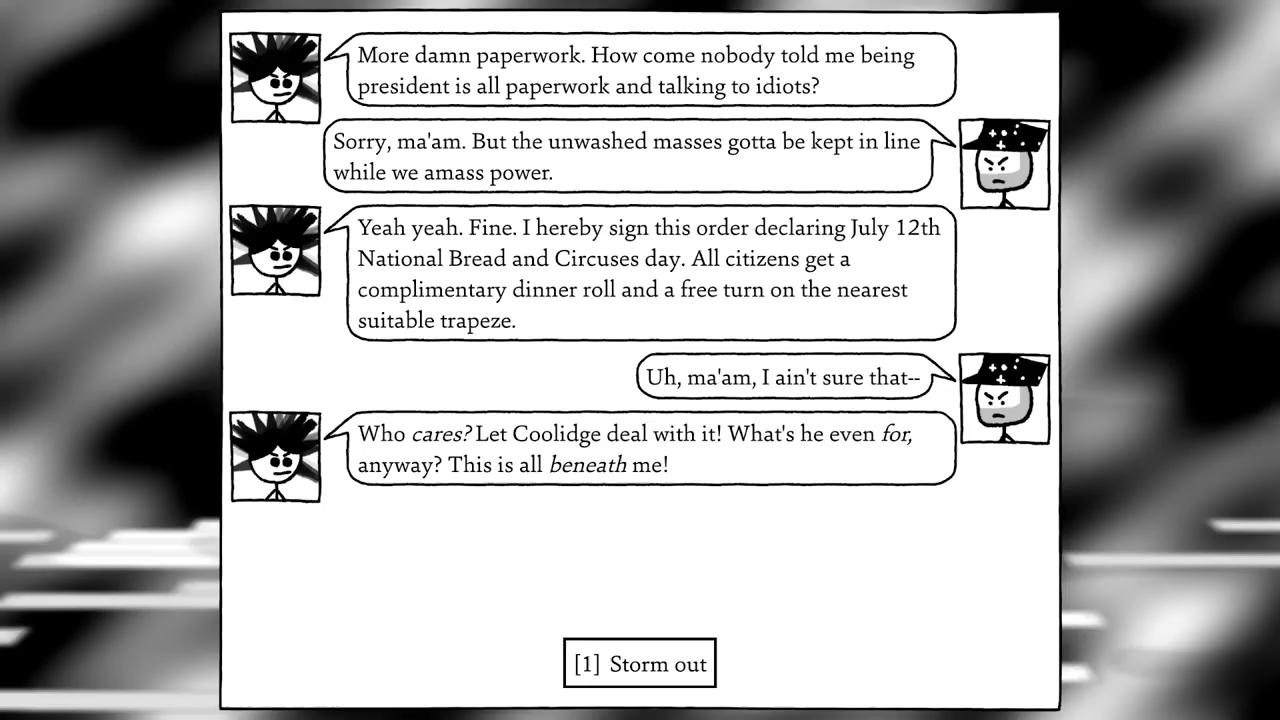 More damn paperwork. How come nobody told me being
president is all paperwork and talking to idiots?
Sorry, ma'am. But the unwashed masses gotta be kept in line
while we amass power.
Yeah yeah. Fine. I hereby sign this order declaring July 12th
National Bread and Circuses day. All citizens get a
complimentary dinner roll and a free turn on the nearest
suitable trapeze.
Uh, ma'am, I ain't sure that--
Who cares? Let Coolidge deal with it! What's he even for,
anyway? This is all beneath me!
[1] Storm out